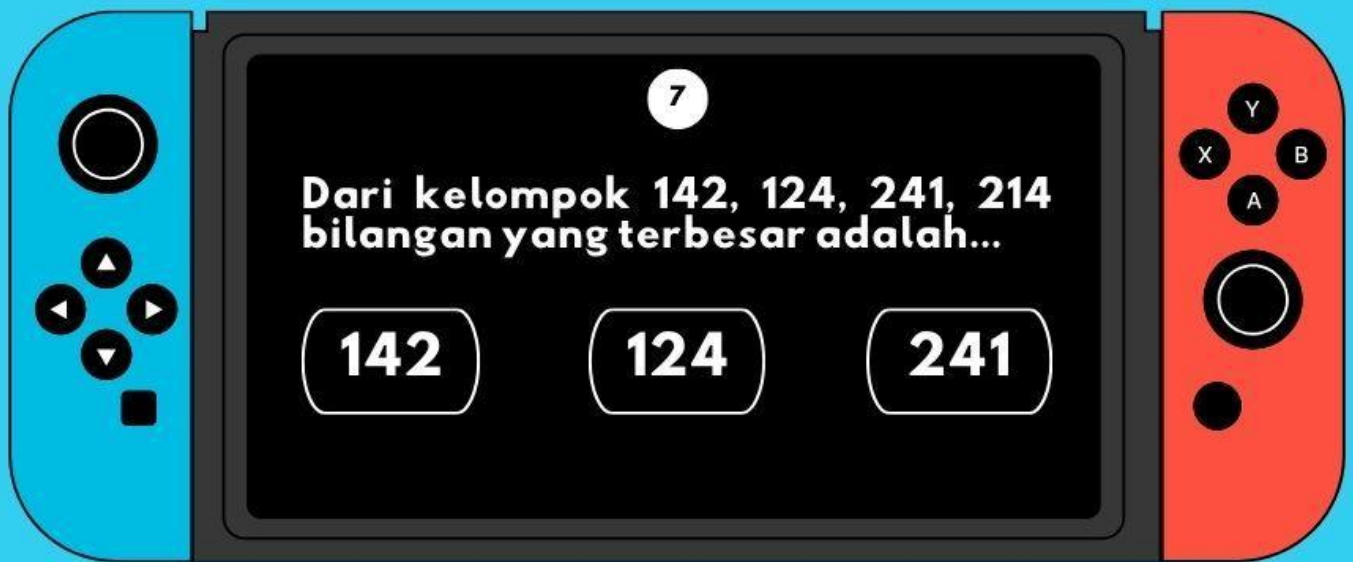 7
Dari kelompok 142, 124, 241, 214
bilangan yang terbesar adalah...
142 124 241
Y
X B
A